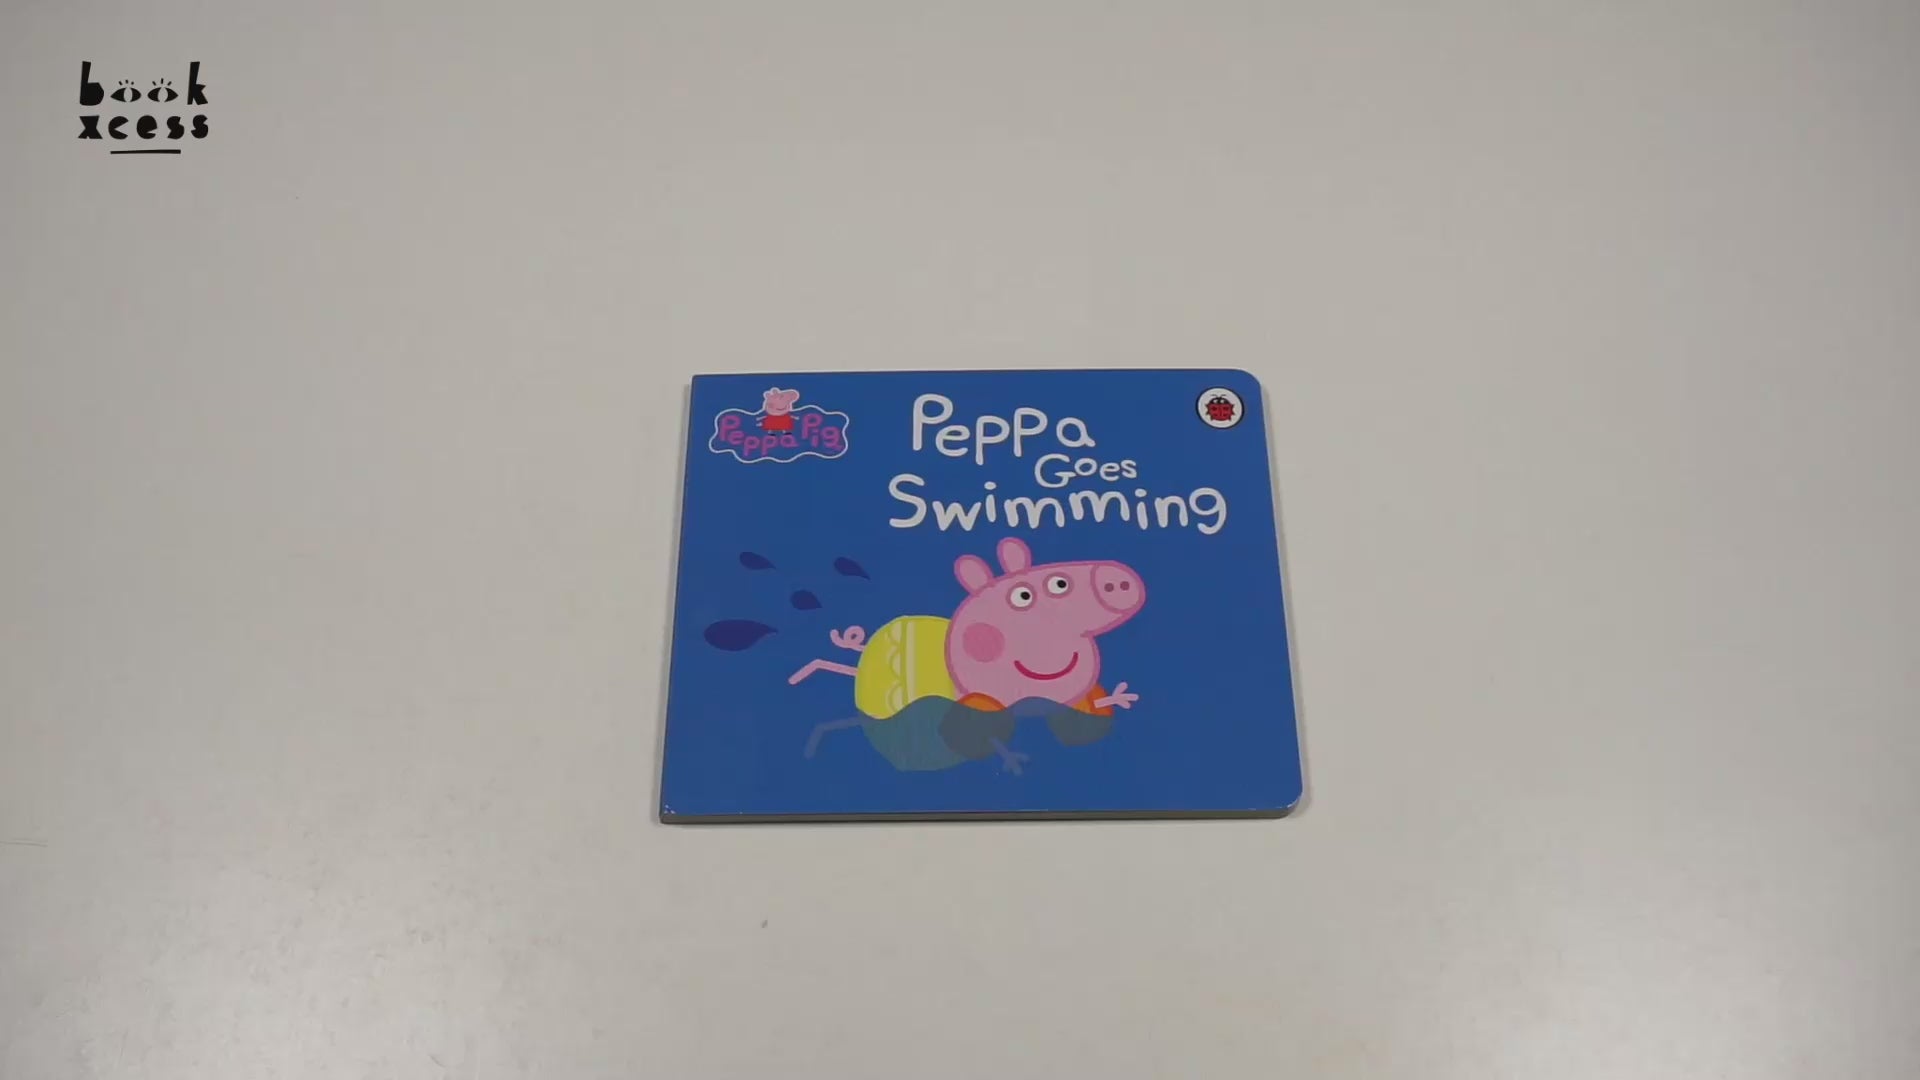 book
xcess
Peppa Pig
Peppa
Goes
Swimming